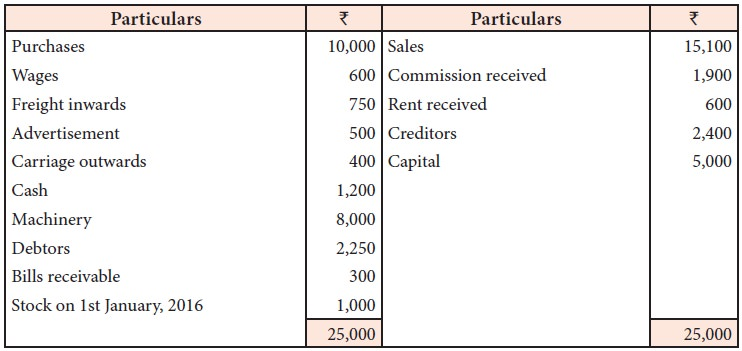 Particulars ₹ Particulars ₹
Purchases 10,000 Sales 15,100
Wages 600 Commission received 1,900
Freight inwards 750 Rent received 600
Advertisement 500 Creditors 2,400
Carriage outwards 400 Capital 5,000
Cash 1,200
Machinery 8,000
Debtors 2,250
Bills receivable 300
Stock on 1st January, 2016 1,000
25,000 25,000